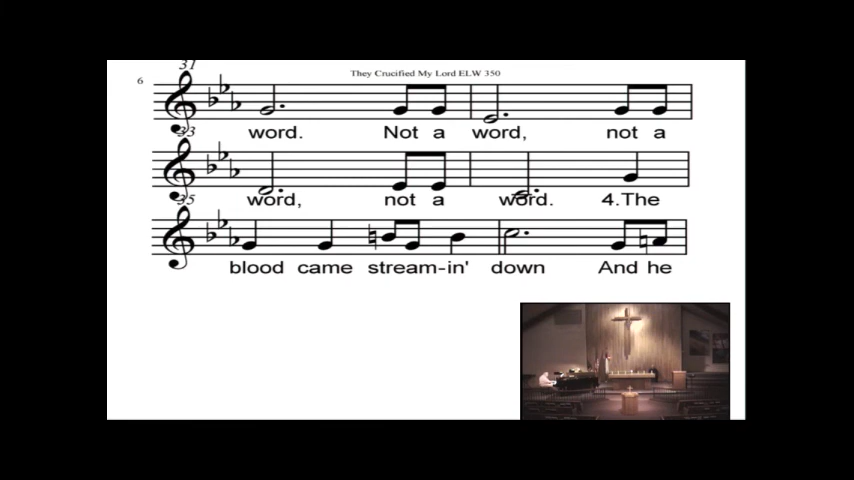 They Crucified My Lord ELW 350
6
31
word. Not a word, not a
33
word, not a word. 4.The
35
blood came stream-in' down And he